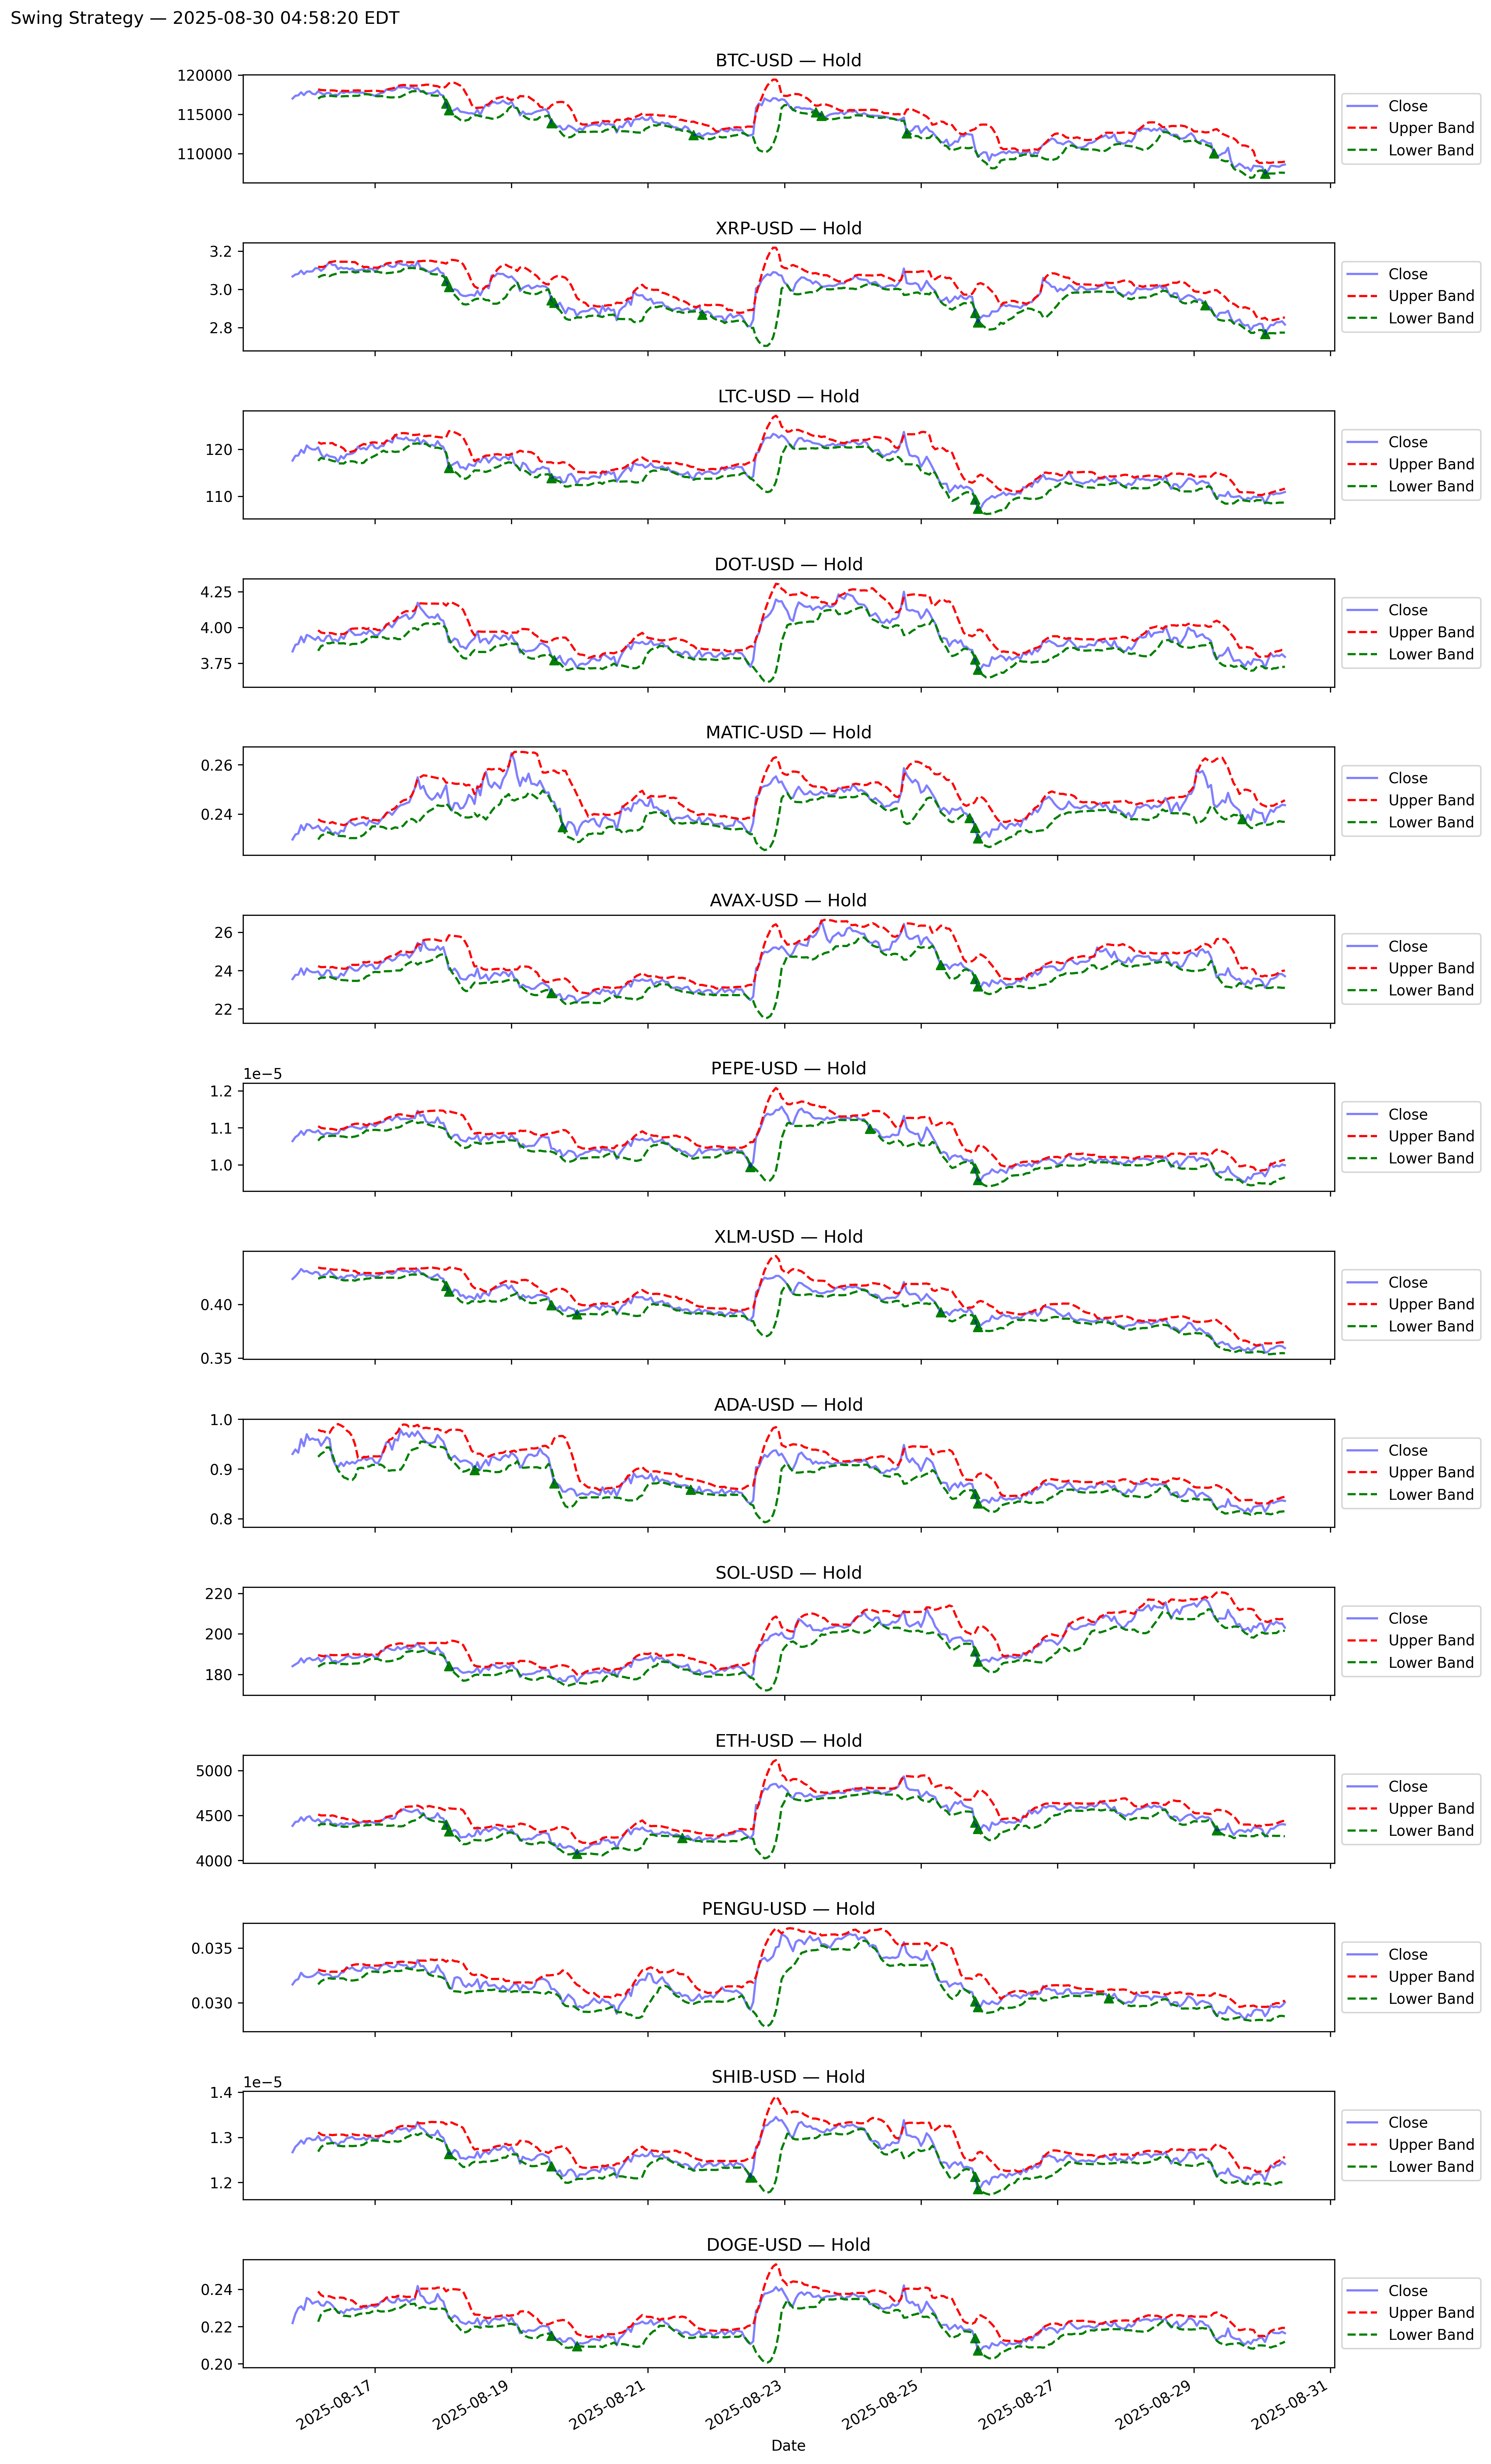 Swing Strategy — 2025-08-30 04:58:20 EDT
BTC-USD — Hold
120000
115000
110000
Close
Upper Band
Lower Band
XRP-USD — Hold
3.2
3.0
2.8
Close
Upper Band
Lower Band
LTC-USD — Hold
120
110
Close
Upper Band
Lower Band
DOT-USD — Hold
4.25
4.00
3.75
Close
Upper Band
Lower Band
MATIC-USD — Hold
0.26
0.24
Close
Upper Band
Lower Band
AVAX-USD — Hold
26
24
22
Close
Upper Band
Lower Band
PEPE-USD — Hold
1e−5
1.2
1.1
1.0
Close
Upper Band
Lower Band
XLM-USD — Hold
0.40
0.35
Close
Upper Band
Lower Band
ADA-USD — Hold
1.0
0.9
0.8
Close
Upper Band
Lower Band
SOL-USD — Hold
220
200
180
Close
Upper Band
Lower Band
ETH-USD — Hold
5000
4500
4000
Close
Upper Band
Lower Band
PENGU-USD — Hold
0.035
0.030
Close
Upper Band
Lower Band
SHIB-USD — Hold
1e−5
1.4
1.3
1.2
Close
Upper Band
Lower Band
DOGE-USD — Hold
0.24
0.22
0.20
Close
Upper Band
Lower Band
2025-08-17
2025-08-19
2025-08-21
2025-08-23
2025-08-25
2025-08-27
2025-08-29
2025-08-31
Date